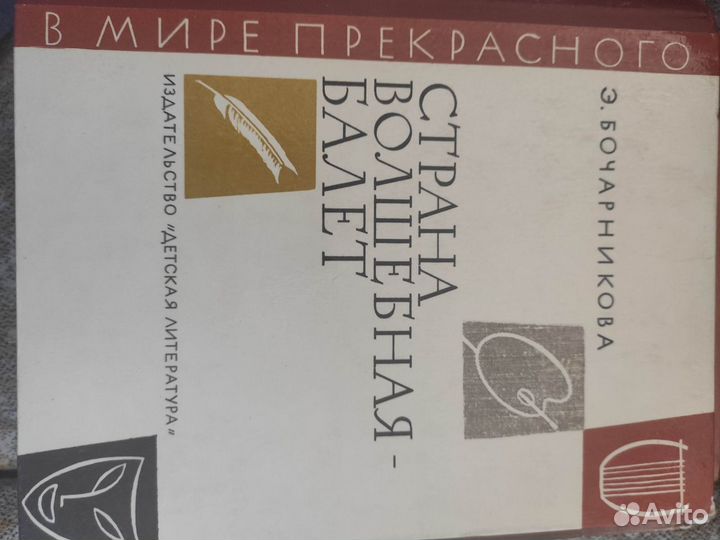 В МИРЕ ПРЕКРАСНОГО
Э. БОЧАРНИКОВА
СТРАНА
ВОЛШЕБНАЯ -
БАЛЕТ
ИЗДАТЕЛЬСТВО "ДЕТСКАЯ ЛИТЕРАТУРА"
Avito